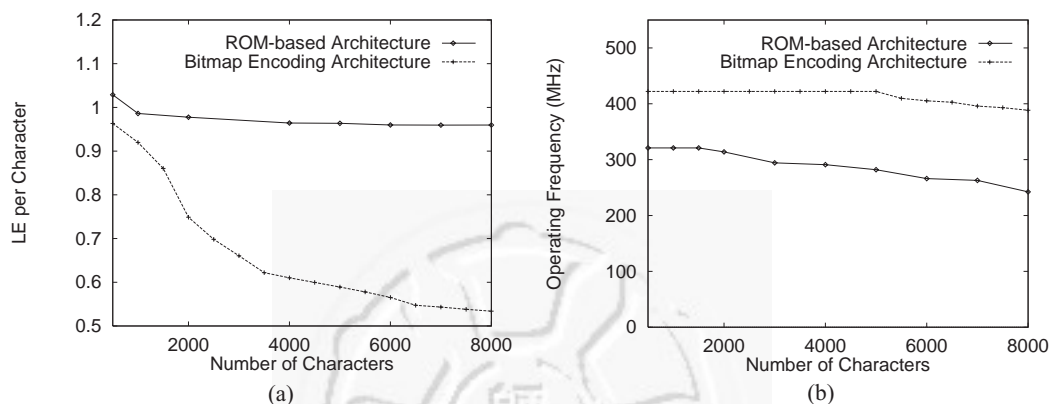 1.2
1.1
1
0.9
0.8
0.7
0.6
0.5
LE per Character
ROM-based Architecture
Bitmap Encoding Architecture
2000 4000 6000 8000
Number of Characters
(a)
500
400
300
200
100
0
Operating Frequency (MHz)
ROM-based Architecture
Bitmap Encoding Architecture
2000 4000 6000 8000
Number of Characters
(b)